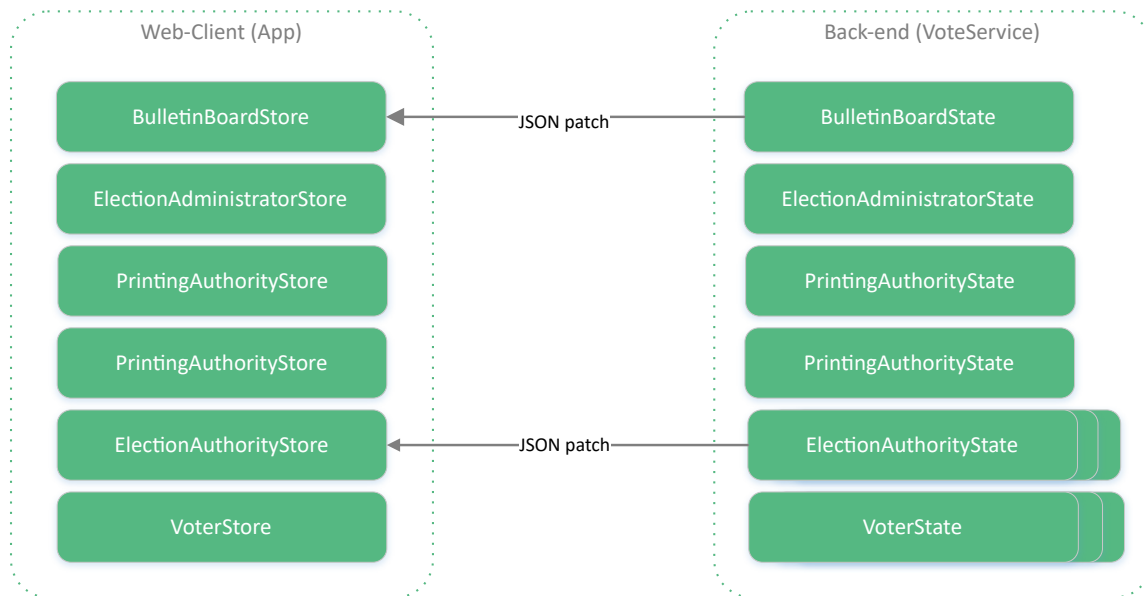 Web-Client (App)
Back-end (VoteService)
BulletinBoardStore
JSON patch
BulletinBoardState
ElectionAdministratorStore
ElectionAdministratorState
PrintingAuthorityStore
PrintingAuthorityState
PrintingAuthorityStore
PrintingAuthorityState
ElectionAuthorityStore
JSON patch
ElectionAuthorityState
VoterStore
VoterState